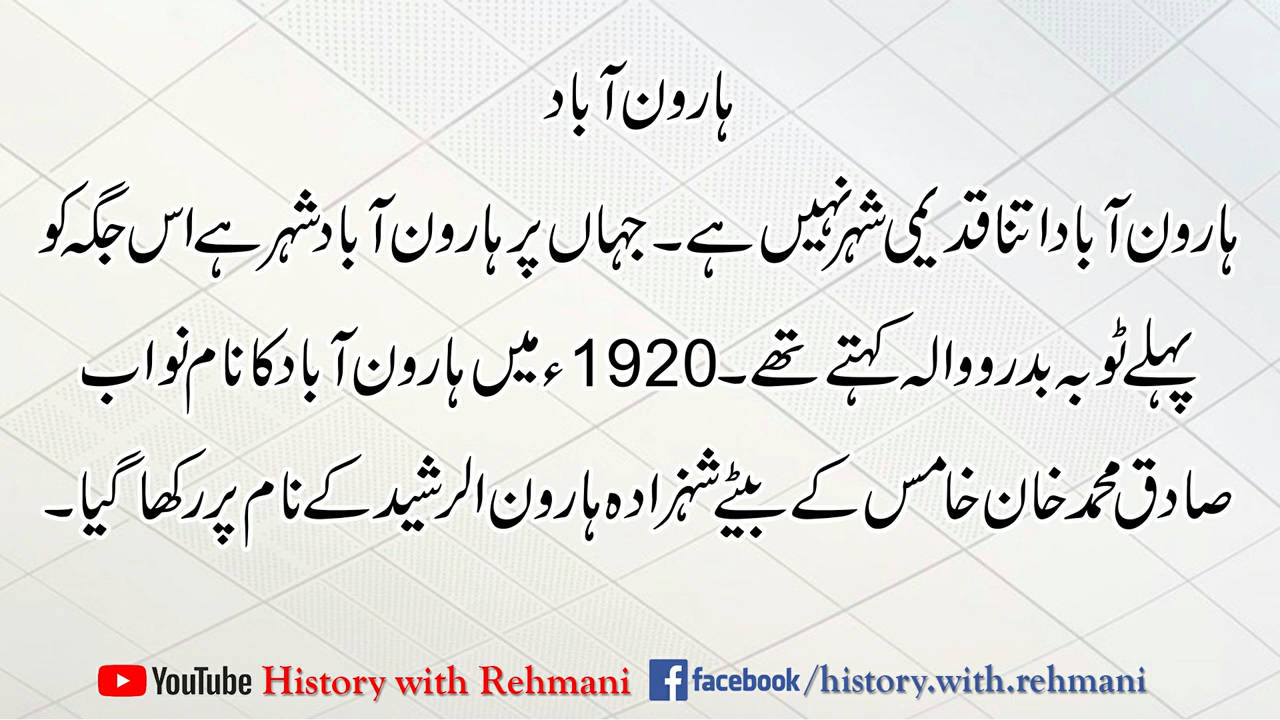 ہارون آباد
ہارون آباد اتنا قدیمی شہر نہیں ہے۔ جہاں پر ہارون آباد شہر ہے اس جگہ کو
پہلے ٹوبہ بدرو والہ کہتے تھے۔1920ء میں ہارون آباد کا نام نواب
صادق محمد خان خامس کے بیٹے شہزادہ ہارون الرشید کے نام پر رکھا گیا۔
YouTube History with Rehmani facebook/history.with.rehmani